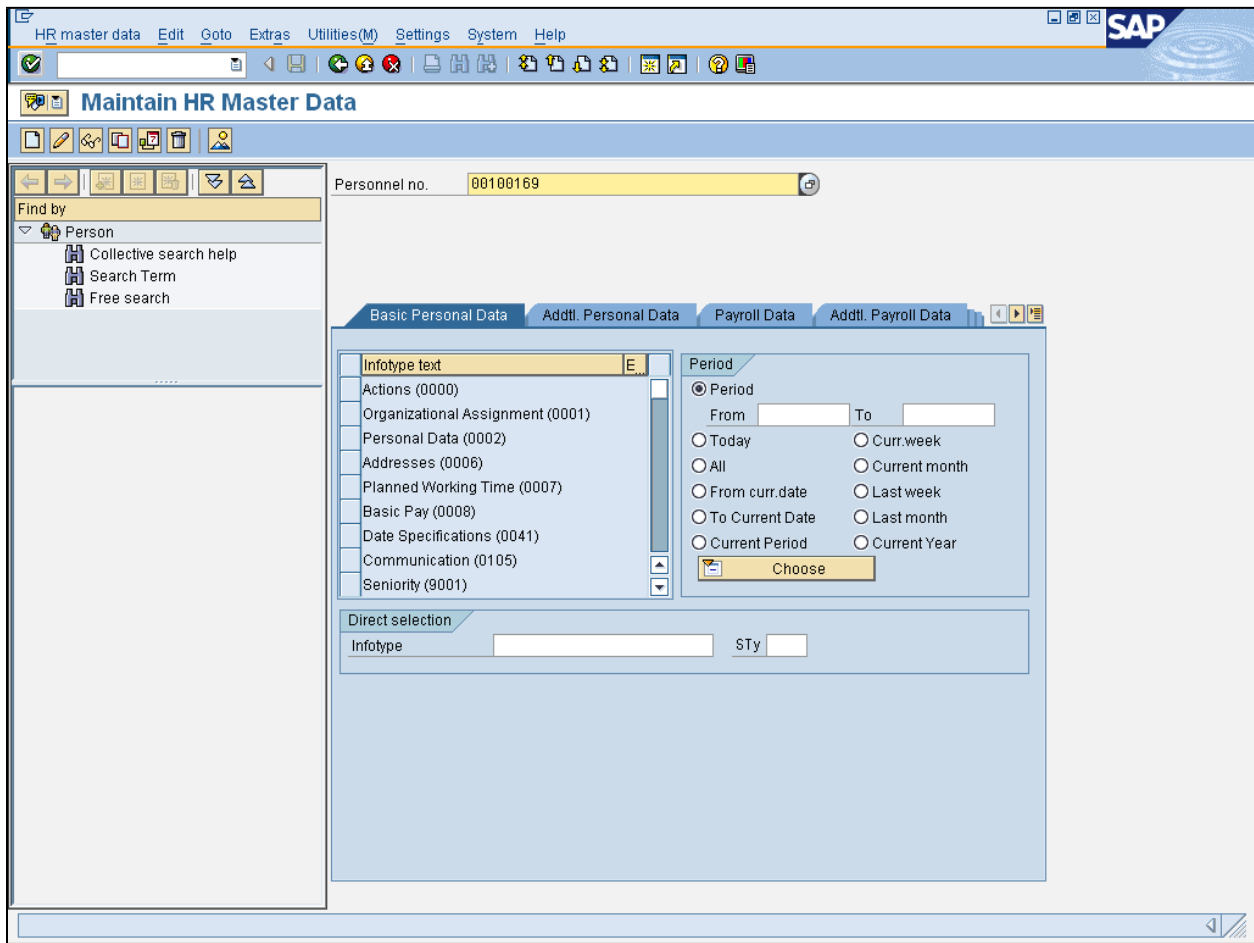 HR master data Edit Goto Extras Utilities(M) Settings System Help
SAP
Maintain HR Master Data
Personnel no. 00100169
Find by
Person
Collective search help
Search Term
Free search
Basic Personal Data Addtl. Personal Data Payroll Data Addtl. Payroll Data
Infotype text E...
Actions (0000)
Organizational Assignment (0001)
Personal Data (0002)
Addresses (0006)
Planned Working Time (0007)
Basic Pay (0008)
Date Specifications (0041)
Communication (0105)
Seniority (9001)
Period
Period
From To
Today Curr.week
All Current month
From curr.date Last week
To Current Date Last month
Current Period Current Year
Choose
Direct selection
Infotype STy